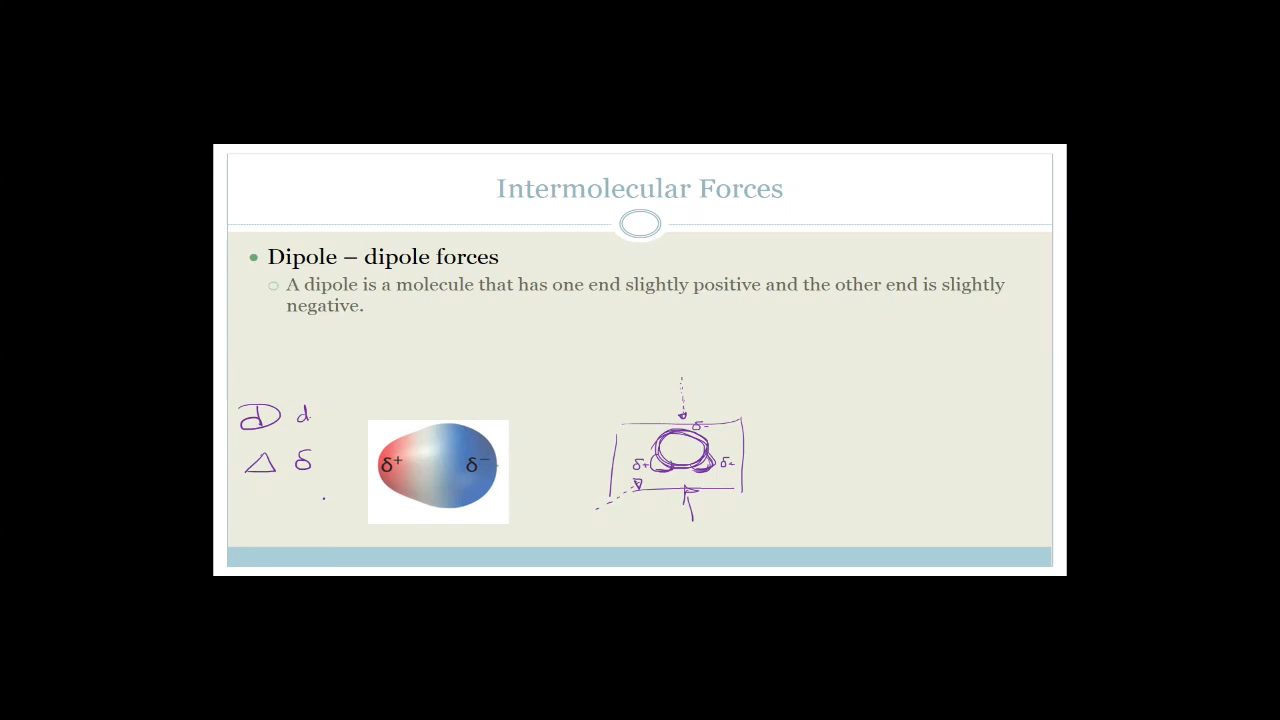 Intermolecular Forces
Dipole – dipole forces
A dipole is a molecule that has one end slightly positive and the other end is slightly
negative.
D d
Δ δ
δ+ δ−
δ-
δ+ δ+